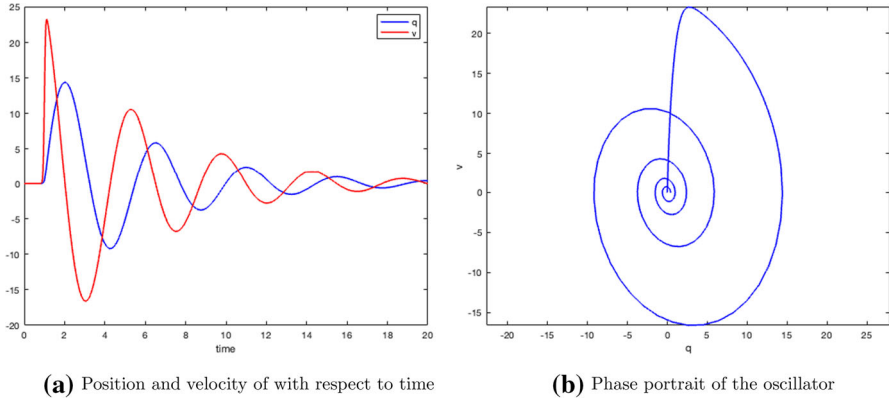 25
20
15
10
5
0
-5
-10
-15
-20
0 2 4 6 8 10 12 14 16 18 20
time
q
v
20
15
10
5
0
-5
-10
-15
v
-20 -15 -10 -5 0 5 10 15 20 25
q
(a) Position and velocity of with respect to time
(b) Phase portrait of the oscillator